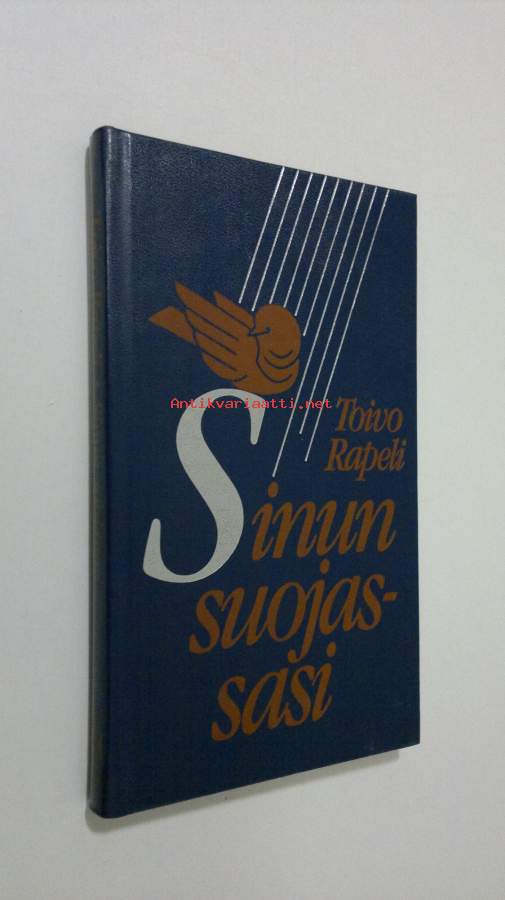 Antikvariaatti.net
Toivo
Rapeli
Sinun
suojas-
sasi